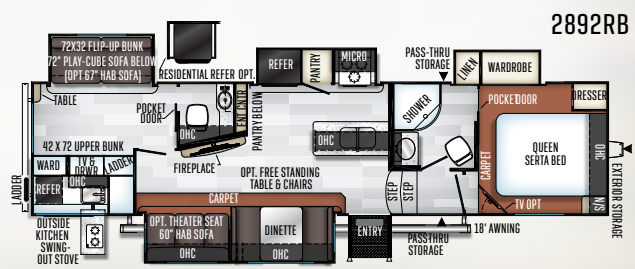 2892RB
72X32 FLIP-UP BUNK
72" PLAY-CUBE SOFA BELOW
(OPT 67" HAB SOFA)
RESIDENTIAL REFER OPT.
REFER
PANTRY
MICRO
PASS-THRU
STORAGE
LINEN
WARDROBE
TABLE
POCKET
DOOR
OHC
ENT.CNTR
PANTRY BELOW
SHOWER
POCKETDOOR
DRESSER
42 X 72 UPPER BUNK
FIREPLACE
OHC
CARPET
QUEEN
SERTA BED
OHC
EXTERIOR STORAGE
WARD
TV &
DRWR
LADDER
OHC
REFER
LADDER
OPT. FREE STANDING
TABLE & CHAIRS
STEP
STEP
CARPET
TV OPT
N/S
OPT. THEATER SEAT
60" HAB SOFA
OHC
DINETTE
OHC
ENTRY
PASS-THRU
STORAGE
18' AWNING
OUTSIDE
KITCHEN
SWING-
OUT STOVE